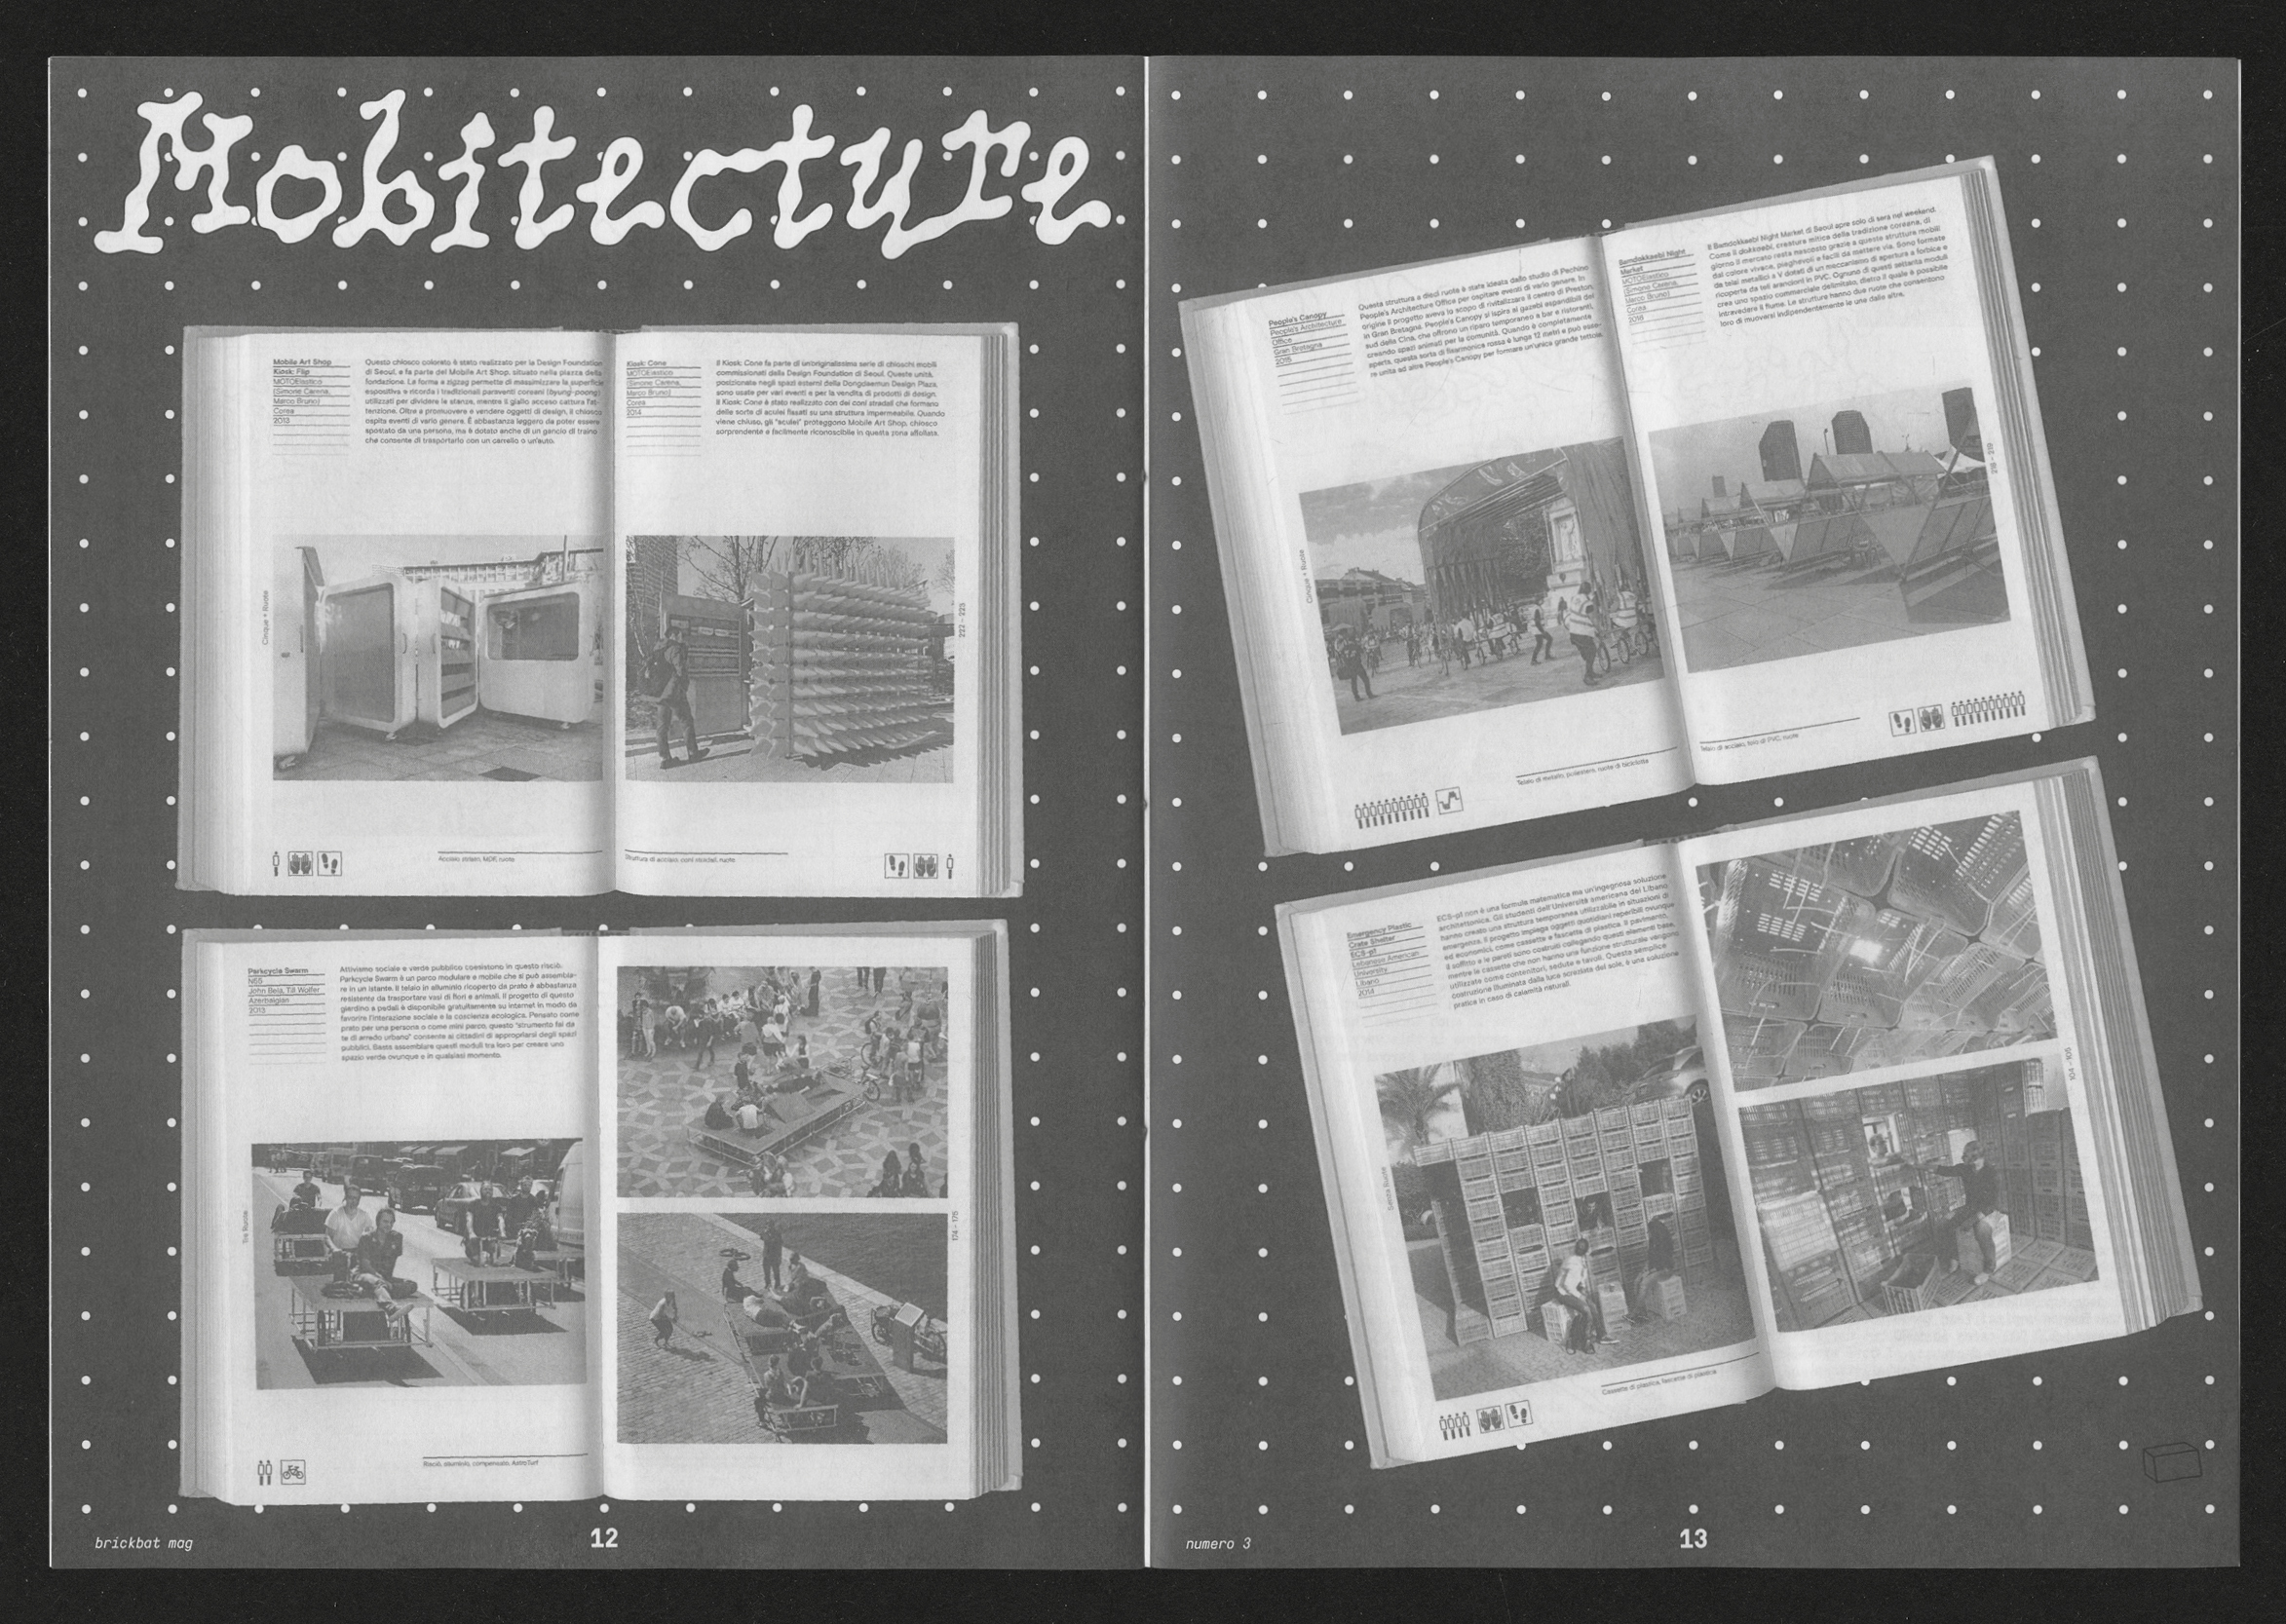 Mobitecture
Mobile Art Shop
Kiosk: Flip
MOTOElastico
(Simone Carena,
Marco Bruno)
Corea
2013
Questo chiosco colorato è stato realizzato per la Design Foundation
di Seoul, e fa parte del Mobile Art Shop, situato nella piazza della
fondazione. La forma a zigzag permette di massimizzare la superficie
espositiva e ricorda i tradizionali paraventi coreani (byung-poong)
utilizzati per dividere le stanze, mentre il giallo acceso cattura l'at-
tenzione. Oltre a promuovere e vendere oggetti di design, il chiosco
ospita eventi di vario genere. È abbastanza leggero da poter essere
spostato da una persona, ma è dotato anche di un gancio di traino
che consente di trasportarlo con un carrello o un'auto.
Cinque + Ruote
Acciaio zincato, MDF, ruote
Kiosk: Cone
MOTOElastico
(Simone Carena,
Marco Bruno)
Corea
2014
Il Kiosk: Cone fa parte di un'originalissima serie di chioschi mobili
commissionati dalla Design Foundation di Seoul. Queste unità,
posizionate negli spazi esterni della Dongdaemun Design Plaza,
sono usate per vari eventi e per la vendita di prodotti di design.
Il Kiosk: Cone è stato realizzato con dei coni stradali che formano
delle sorte di aculei fissati su una struttura impermeabile. Quando
viene chiuso, gli "aculei" proteggono Mobile Art Shop, chiosco
sorprendente e facilmente riconoscibile in questa zona affollata.
222 - 223
Struttura di acciaio, coni stradali, ruote
Parkcycle Swarm
N55
John Bela, Till Wolfer
Azerbaigian
2013
Attivismo sociale e verde pubblico coesistono in questo risciò.
Parkcycle Swarm è un parco modulare e mobile che si può assembla-
re in un istante. Il telaio in alluminio ricoperto da prato è abbastanza
resistente da trasportare vasi di fiori e animali. Il progetto di questo
giardino a pedali è disponibile gratuitamente su internet in modo da
favorire l'interazione sociale e la coscienza ecologica. Pensato come
prato per una persona o come mini parco, questo "strumento fai da
te di arredo urbano" consente ai cittadini di appropriarsi degli spazi
pubblici. Basta assemblare questi moduli tra loro per creare uno
spazio verde ovunque e in qualsiasi momento.
Tre Ruote
174 - 175
Risciò, alluminio, compensato, AstroTurf
brickbat mag
12
People's Canopy
People's Architecture
Office
Gran Bretagna
2015
Questa struttura a dieci ruote è stata ideata dallo studio di Pechino
People's Architecture Office per ospitare eventi di vario genere. In
origine il progetto aveva lo scopo di rivitalizzare il centro di Preston,
in Gran Bretagna. People's Canopy si ispira ai gazebi espandibili del
sud della Cina, che offrono un riparo temporaneo a bar e ristoranti,
creando spazi animati per la comunità. Quando è completamente
aperta, questa sorta di fisarmonica rossa è lunga 12 metri e può esse-
re unita ad altre People's Canopy per formare un'unica grande tettoia.
Cinque + Ruote
Telaio di metallo, poliestere, ruote di bicicletta
Bamdokkaebi Night
Market
MOTOElastico
(Simone Carena,
Marco Bruno)
Corea
2016
Il Bamdokkaebi Night Market di Seoul apre solo di sera nel weekend.
Come il dokkaebi, creatura mitica della tradizione coreana, di
giorno il mercato resta nascosto grazie a queste strutture mobili
dal colore vivace, pieghevoli e facili da mettere via. Sono formate
da telai metallici a V dotati di un meccanismo di apertura a forbice e
ricoperte da teli arancioni in PVC. Ognuno di questi settanta moduli
crea uno spazio commerciale delimitato, dietro il quale è possibile
intravedere il fiume. Le strutture hanno due ruote che consentono
loro di muoversi indipendentemente le une dalle altre.
218 - 219
Telaio di acciaio, telo di PVC, ruote
Emergency Plastic
Crate Shelter
ECS-p1
Lebanese American
University
Libano
2014
ECS-p1 non è una formula matematica ma un'ingegnosa soluzione
architettonica. Gli studenti dell'Università americana del Libano
hanno creato una struttura temporanea utilizzabile in situazioni di
emergenza. Il progetto impiega oggetti quotidiani reperibili ovunque
ed economici, come cassette e fascette di plastica. Il pavimento,
il soffitto e le pareti sono costruiti collegando questi elementi base,
mentre le cassette che non hanno una funzione strutturale vengono
utilizzate come contenitori, sedute e tavoli. Questa semplice
costruzione illuminata dalla luce screziata del sole, è una soluzione
pratica in caso di calamità naturali.
Senza Ruote
104 - 105
Cassette di plastica, fascette di plastica
numero 3
13